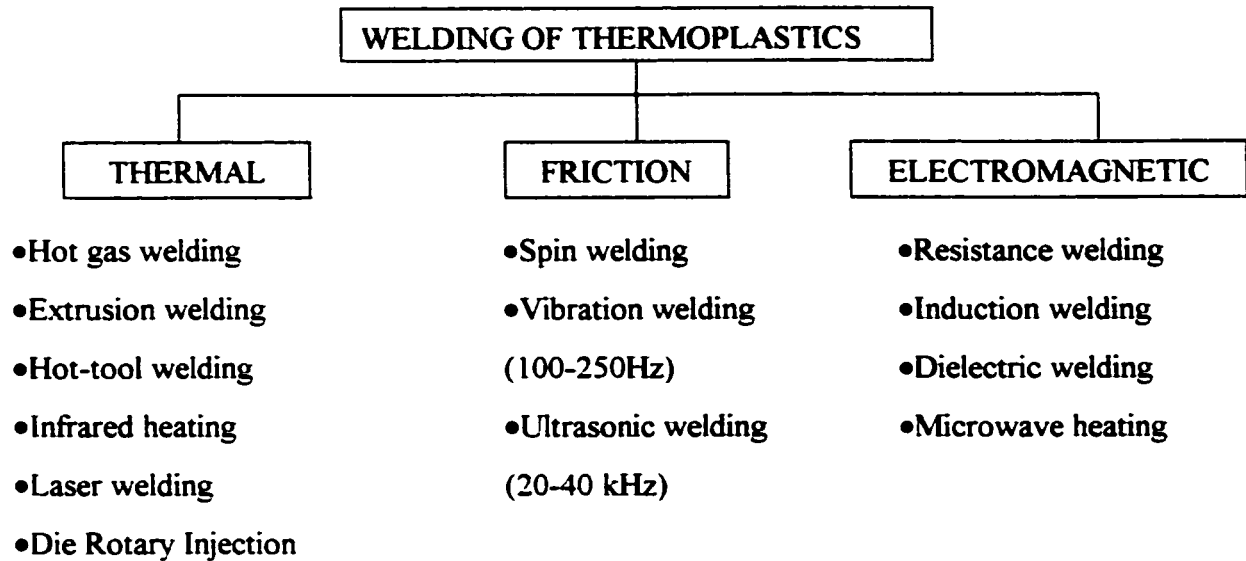 WELDING OF THERMOPLASTICS
THERMAL
●Hot gas welding
●Extrusion welding
●Hot-tool welding
●Infrared heating
●Laser welding
●Die Rotary Injection
FRICTION
●Spin welding
●Vibration welding
(100-250Hz)
●Ultrasonic welding
(20-40 kHz)
ELECTROMAGNETIC
●Resistance welding
●Induction welding
●Dielectric welding
●Microwave heating